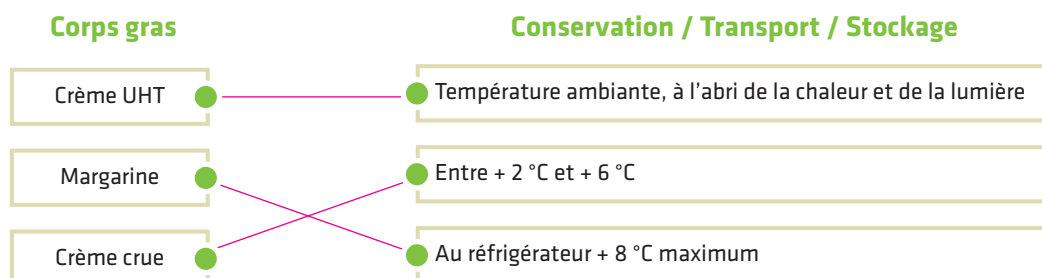 Corps gras
Conservation / Transport / Stockage
Crème UHT
Température ambiante, à l'abri de la chaleur et de la lumière
Margarine
Entre + 2 °C et + 6 °C
Crème crue
Au réfrigérateur + 8 °C maximum